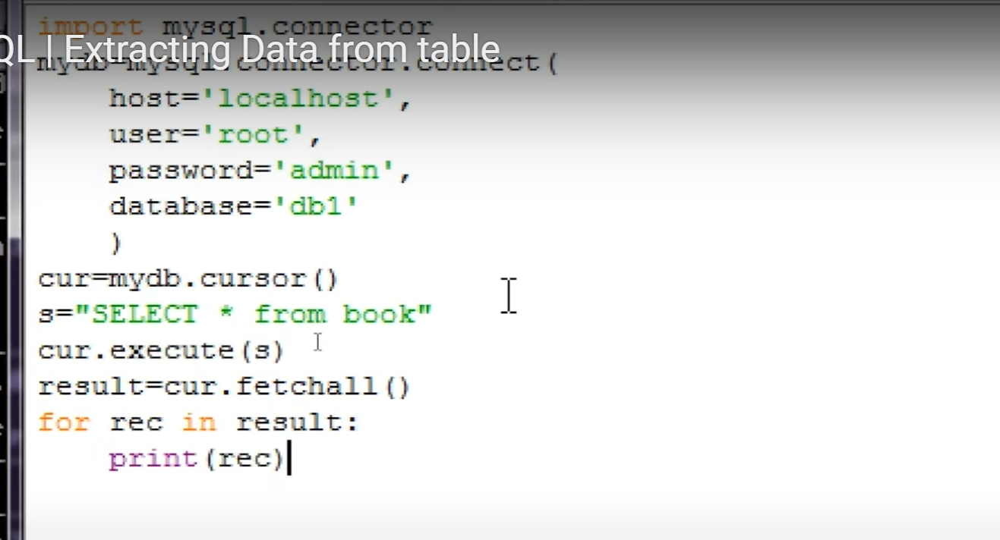 import mysql.connector
QL | Extracting Data from table
mydb=mysql.connector.connect(
host='localhost',
user='root',
password='admin',
database='db1'
)
cur=mydb.cursor()
s="SELECT * from book"
cur.execute(s)
result=cur.fetchall()
for rec in result:
print(rec)